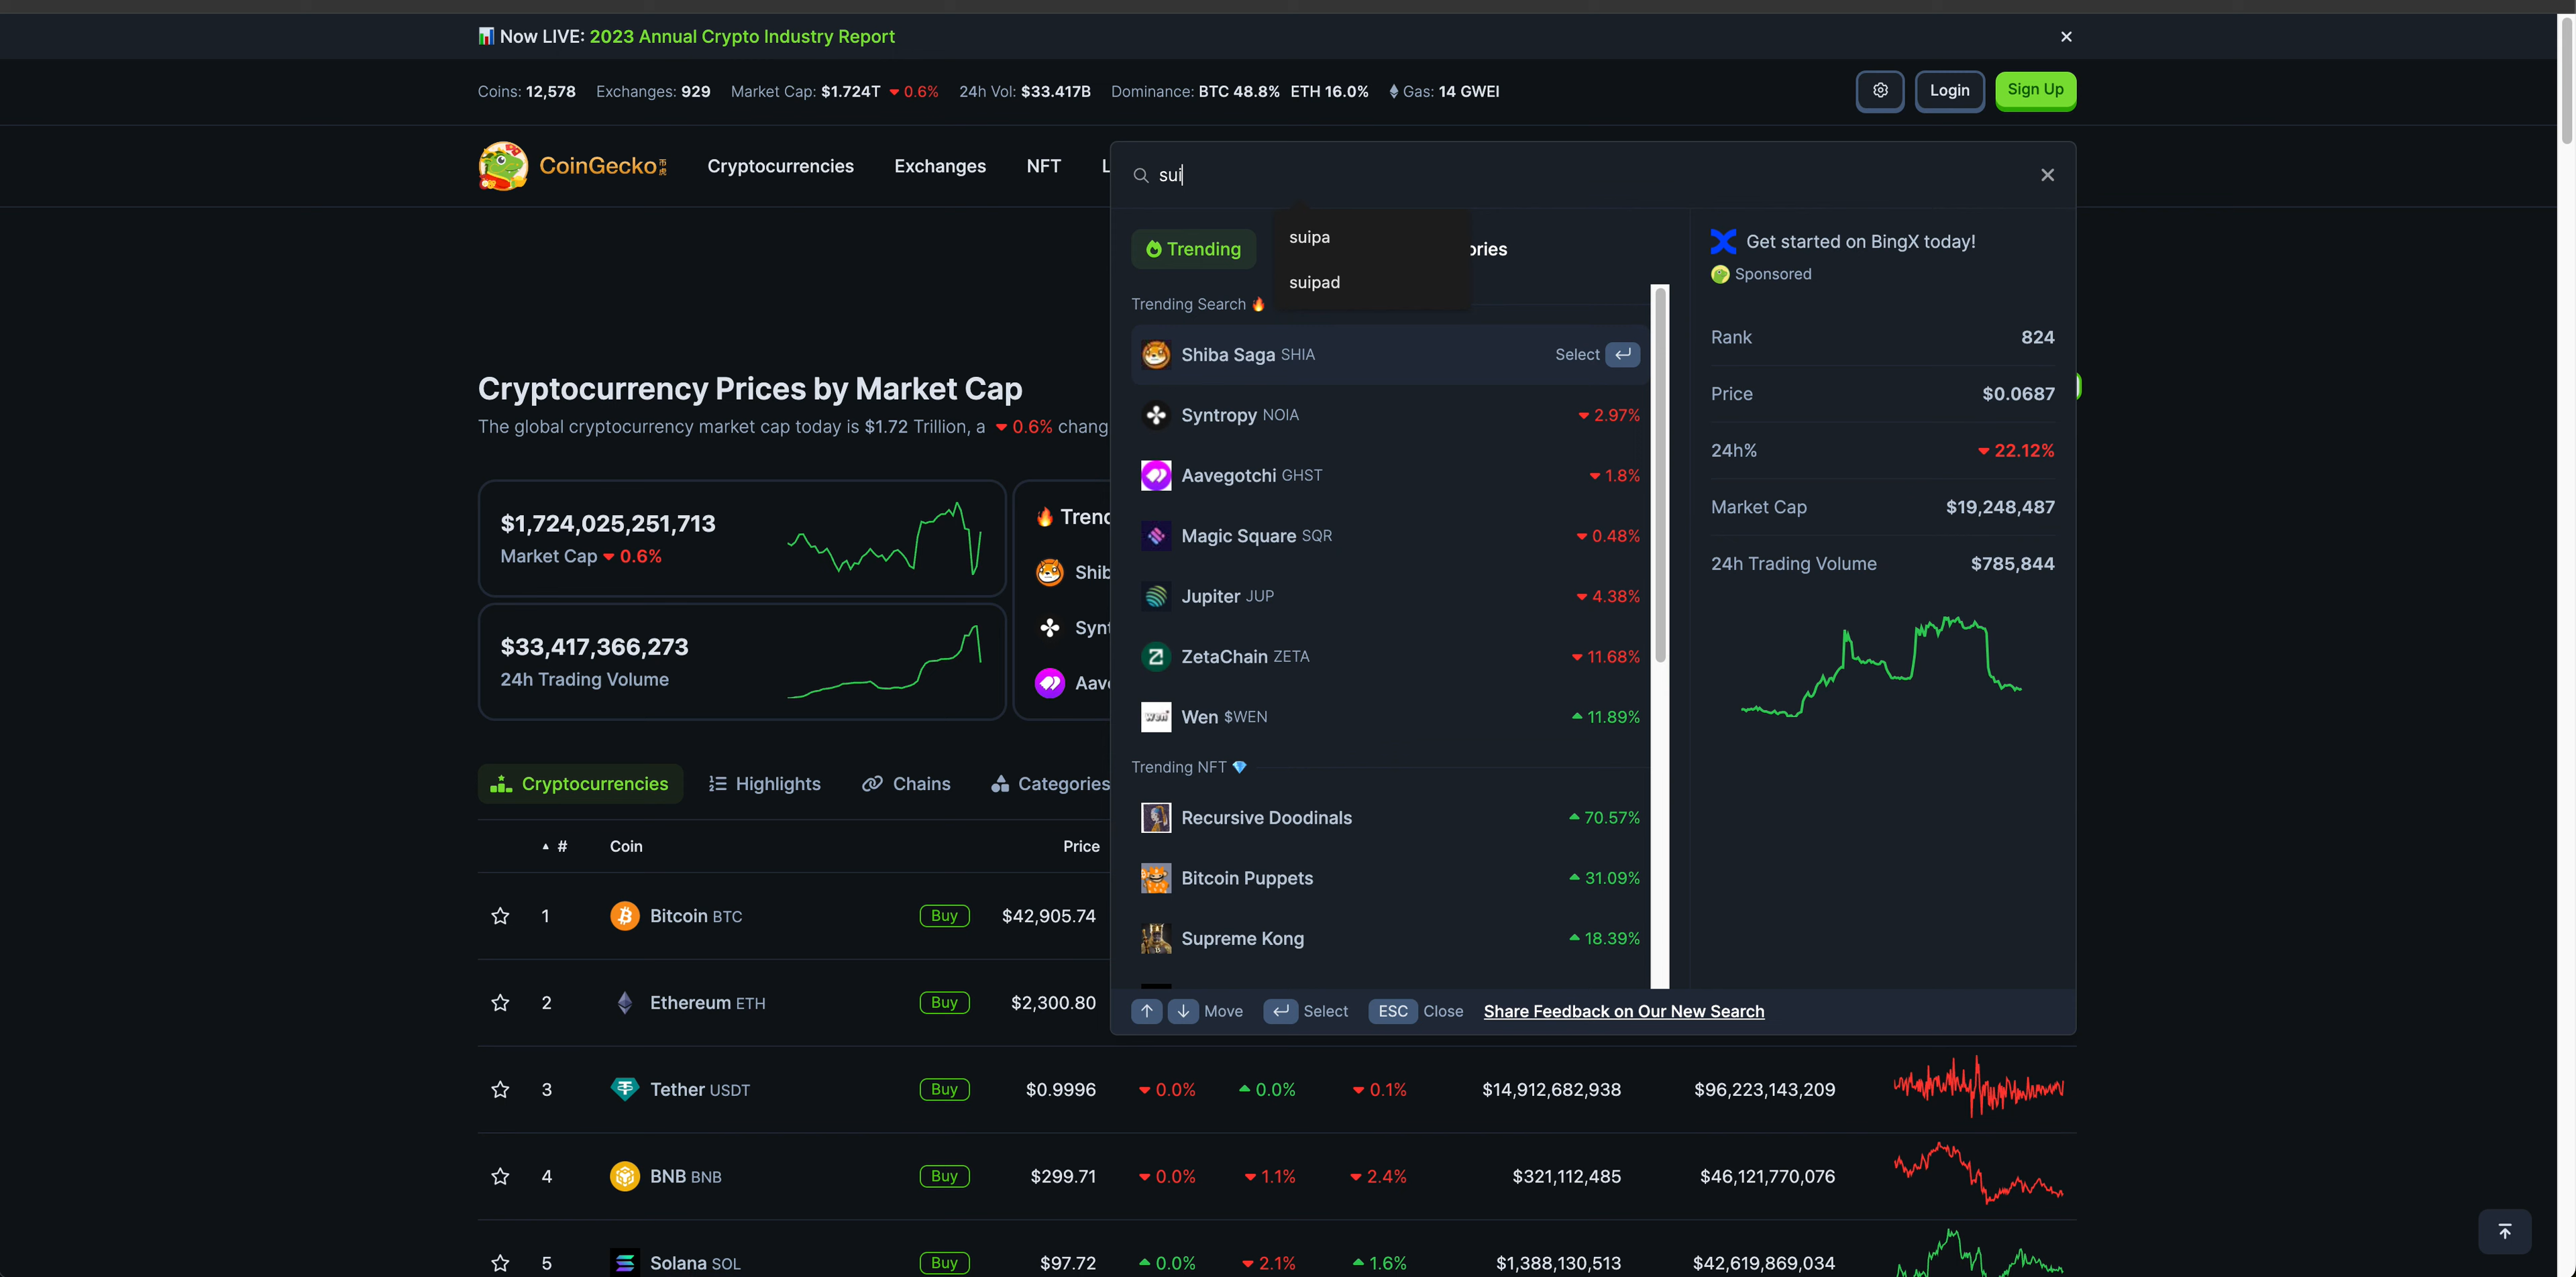 Now LIVE: 2023 Annual Crypto Industry Report
Coins: 12,578 Exchanges: 929 Market Cap: $1.724T 0.6% 24h Vol: $33.417B Dominance: BTC 48.8% ETH 16.0% Gas: 14 GWEI
Login
Sign Up
CoinGecko 币虎
Cryptocurrencies Exchanges NFT L
sui
suipa
suipad
Trending
ories
Trending Search
Shiba Saga SHIA Select
Syntropy NOIA 2.97%
Aavegotchi GHST 1.8%
Magic Square SQR 0.48%
Jupiter JUP 4.38%
ZetaChain ZETA 11.68%
Wen $WEN 11.89%
Trending NFT
Recursive Doodinals 70.57%
Bitcoin Puppets 31.09%
Supreme Kong 18.39%
Move Select ESC Close Share Feedback on Our New Search
Get started on BingX today!
Sponsored
Rank 824
Price $0.0687
24h% 22.12%
Market Cap $19,248,487
24h Trading Volume $785,844
Cryptocurrency Prices by Market Cap
The global cryptocurrency market cap today is $1.72 Trillion, a 0.6% chang
$1,724,025,251,713
Market Cap 0.6%
$33,417,366,273
24h Trading Volume
Trenc
Shib
Synt
Aave
Cryptocurrencies Highlights Chains Categories
# Coin Price
1 Bitcoin BTC Buy $42,905.74
2 Ethereum ETH Buy $2,300.80
3 Tether USDT Buy $0.9996 0.0% 0.0% 0.1% $14,912,682,938 $96,223,143,209
4 BNB BNB Buy $299.71 0.0% 1.1% 2.4% $321,112,485 $46,121,770,076
5 Solana SOL Buy $97.72 0.0% 2.1% 1.6% $1,388,130,513 $42,619,869,034